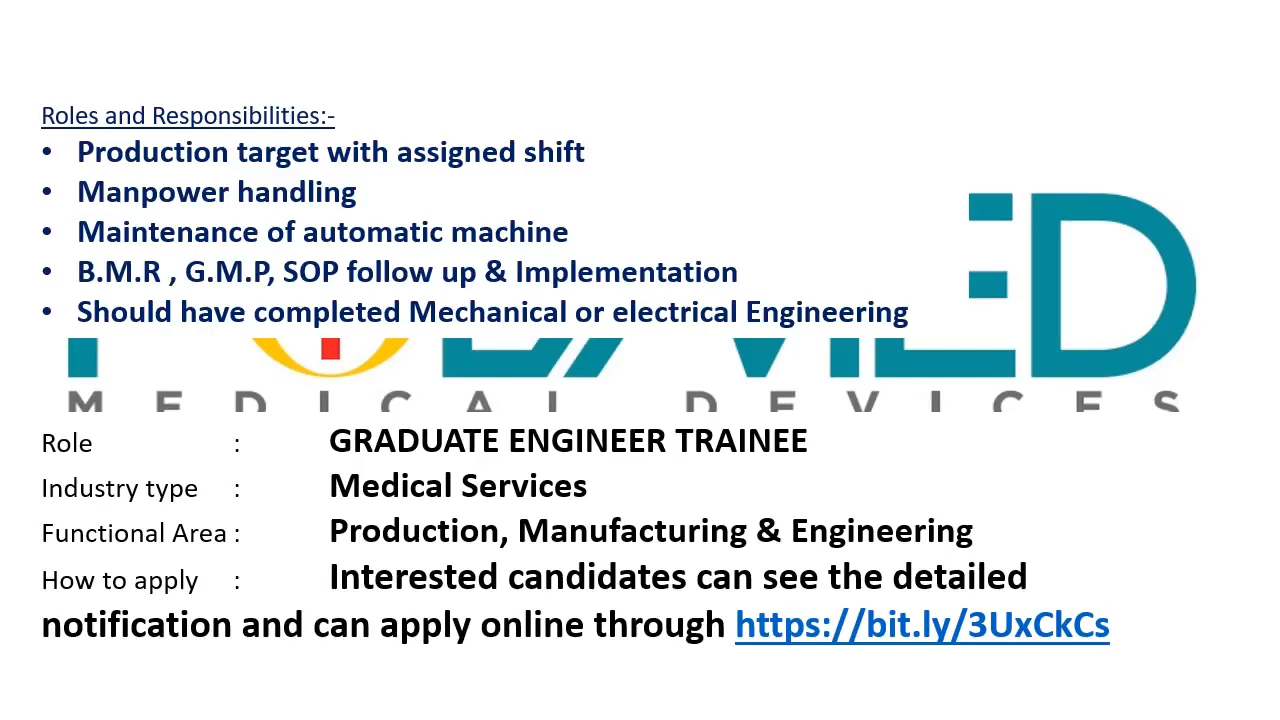 Roles and Responsibilities:-
• Production target with assigned shift
• Manpower handling
• Maintenance of automatic machine
• B.M.R , G.M.P, SOP follow up & Implementation
• Should have completed Mechanical or electrical Engineering
MEDICAL DEVICES
Role : GRADUATE ENGINEER TRAINEE
Industry type : Medical Services
Functional Area : Production, Manufacturing & Engineering
How to apply : Interested candidates can see the detailed
notification and can apply online through https://bit.ly/3UxCkCs